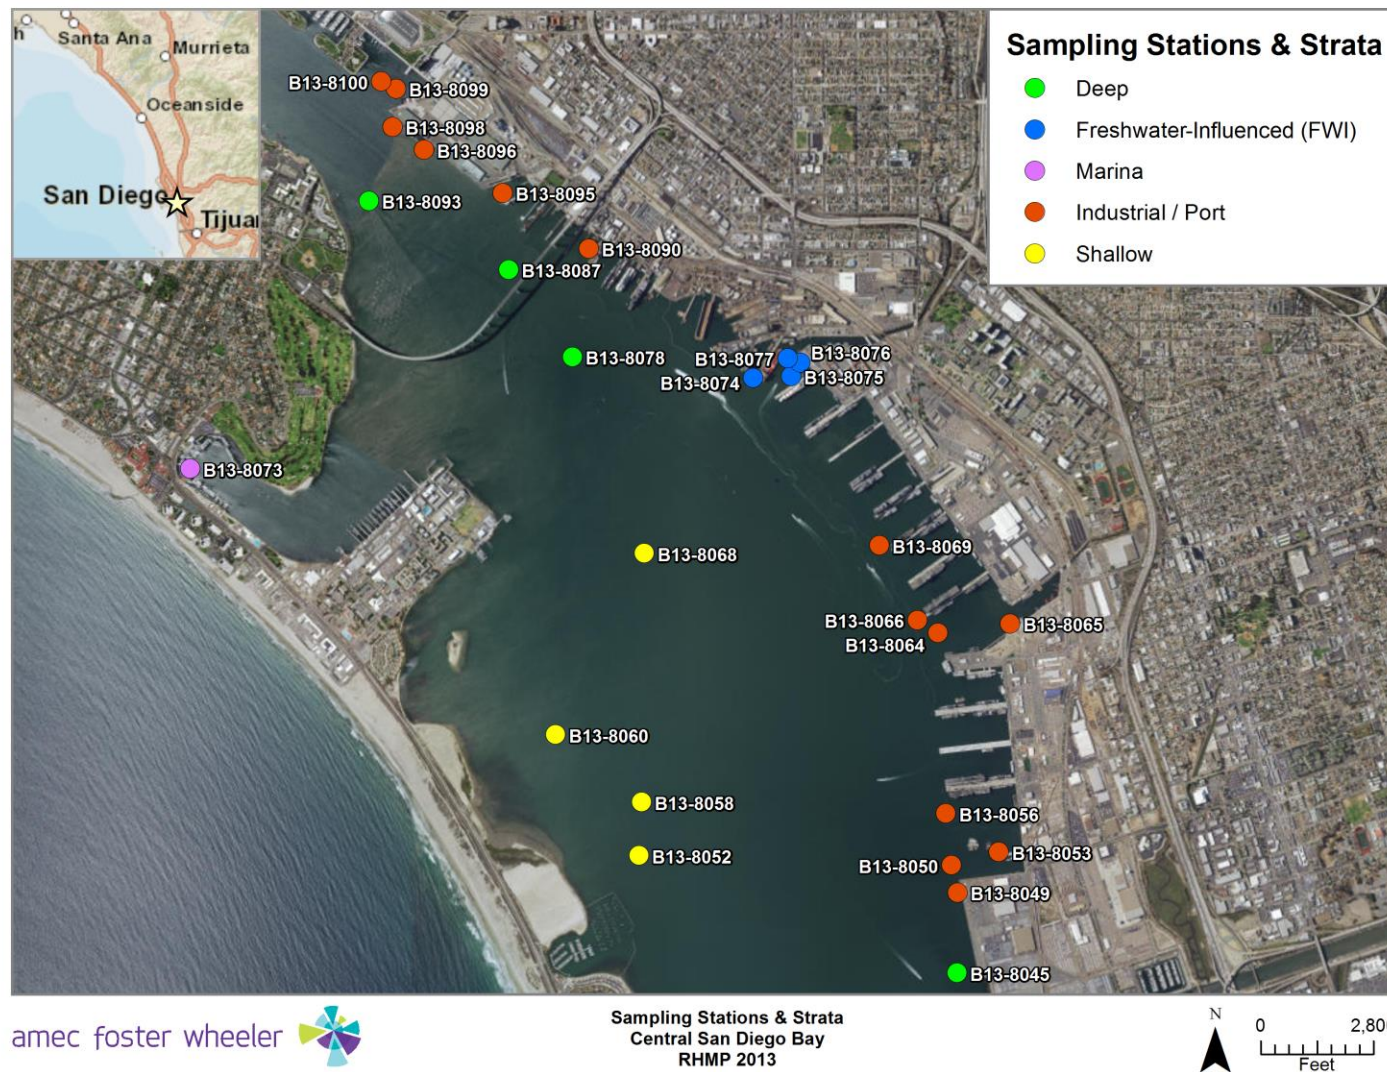 h
Santa Ana
Murrieta
Oceanside
San Diego
Tijuar
Sampling Stations & Strata
Deep
Freshwater-Influenced (FWI)
Marina
Industrial / Port
Shallow
B13-8100
B13-8099
B13-8098
B13-8096
B13-8095
B13-8093
B13-8090
B13-8087
B13-8078
B13-8077
B13-8076
B13-8074
B13-8075
B13-8073
B13-8069
B13-8068
B13-8066
B13-8065
B13-8064
B13-8060
B13-8058
B13-8056
B13-8053
B13-8052
B13-8050
B13-8049
B13-8045
amec foster wheeler
Sampling Stations & Strata
Central San Diego Bay
RHMP 2013
N
0 2,80
Feet